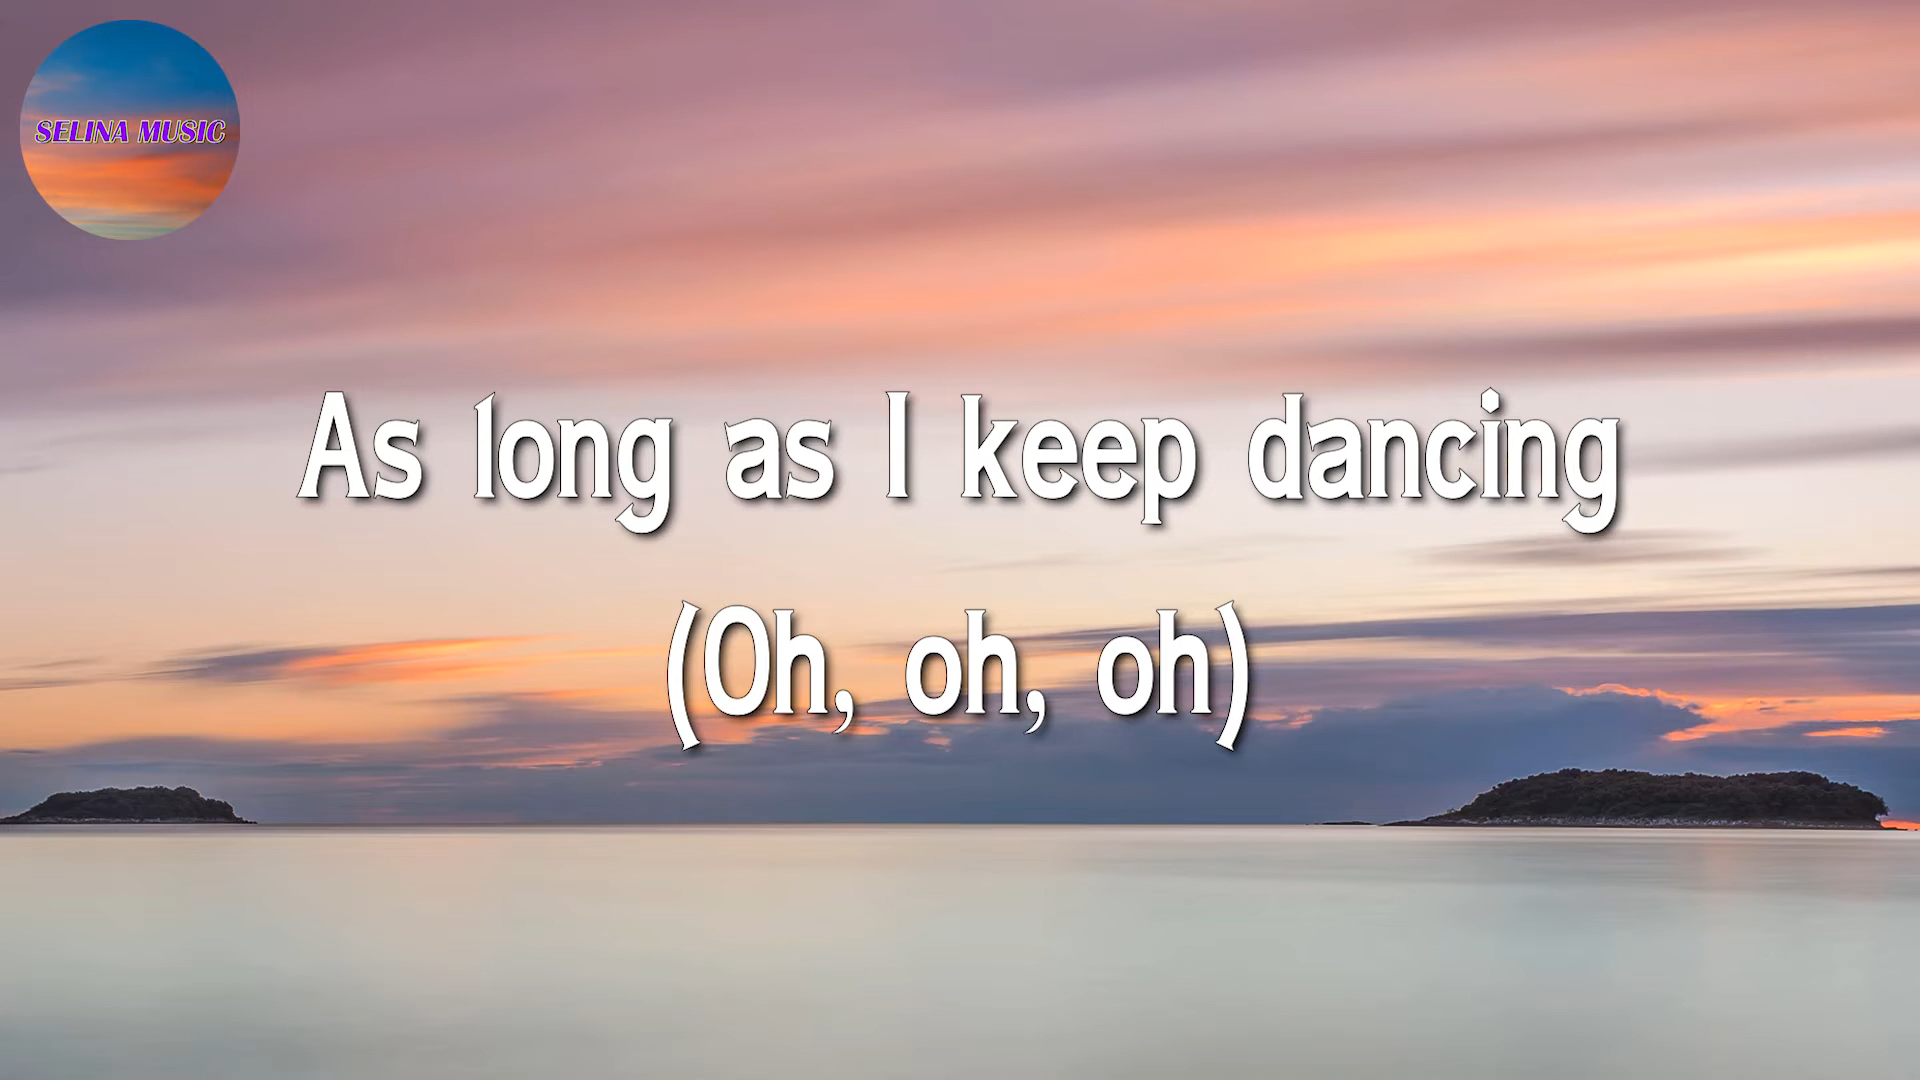 SELINA MUSIC
As long as I keep dancing
(Oh, oh, oh)